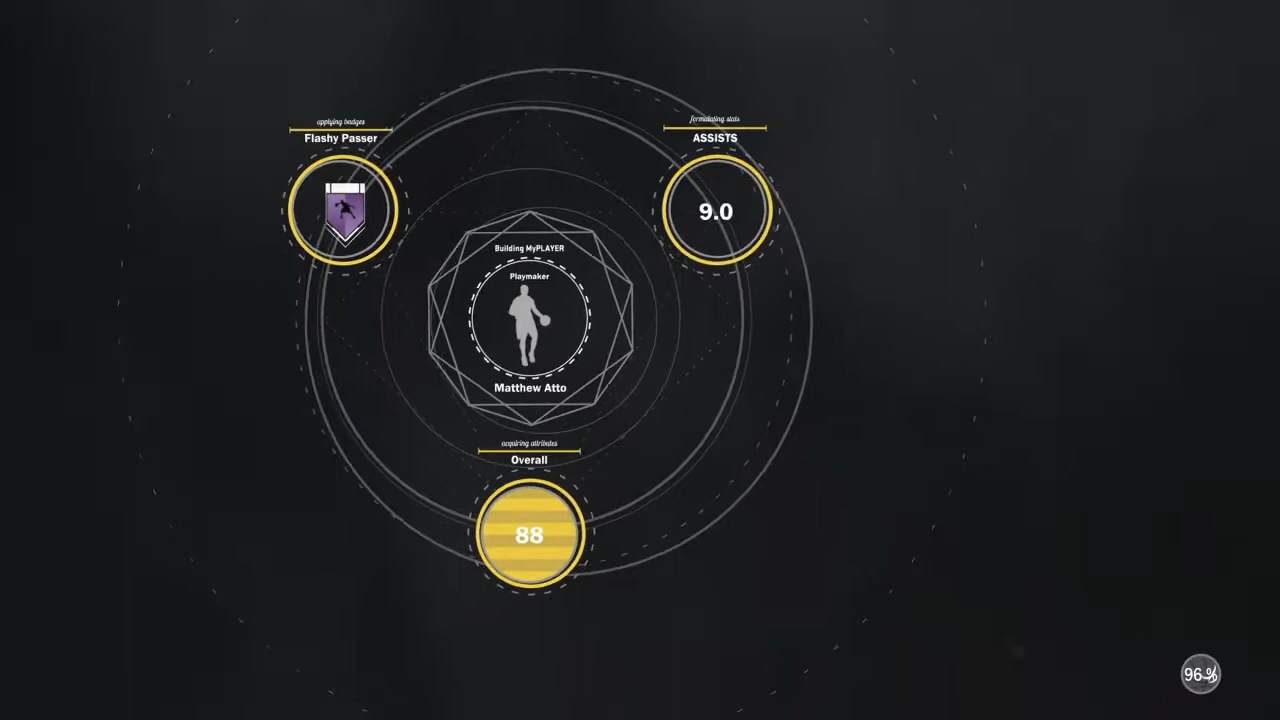 applying badges
Flashy Passer
formulating stats
ASSISTS
9.0
Building MyPLAYER
Playmaker
Matthew Atto
acquiring attributes
Overall
88
96%